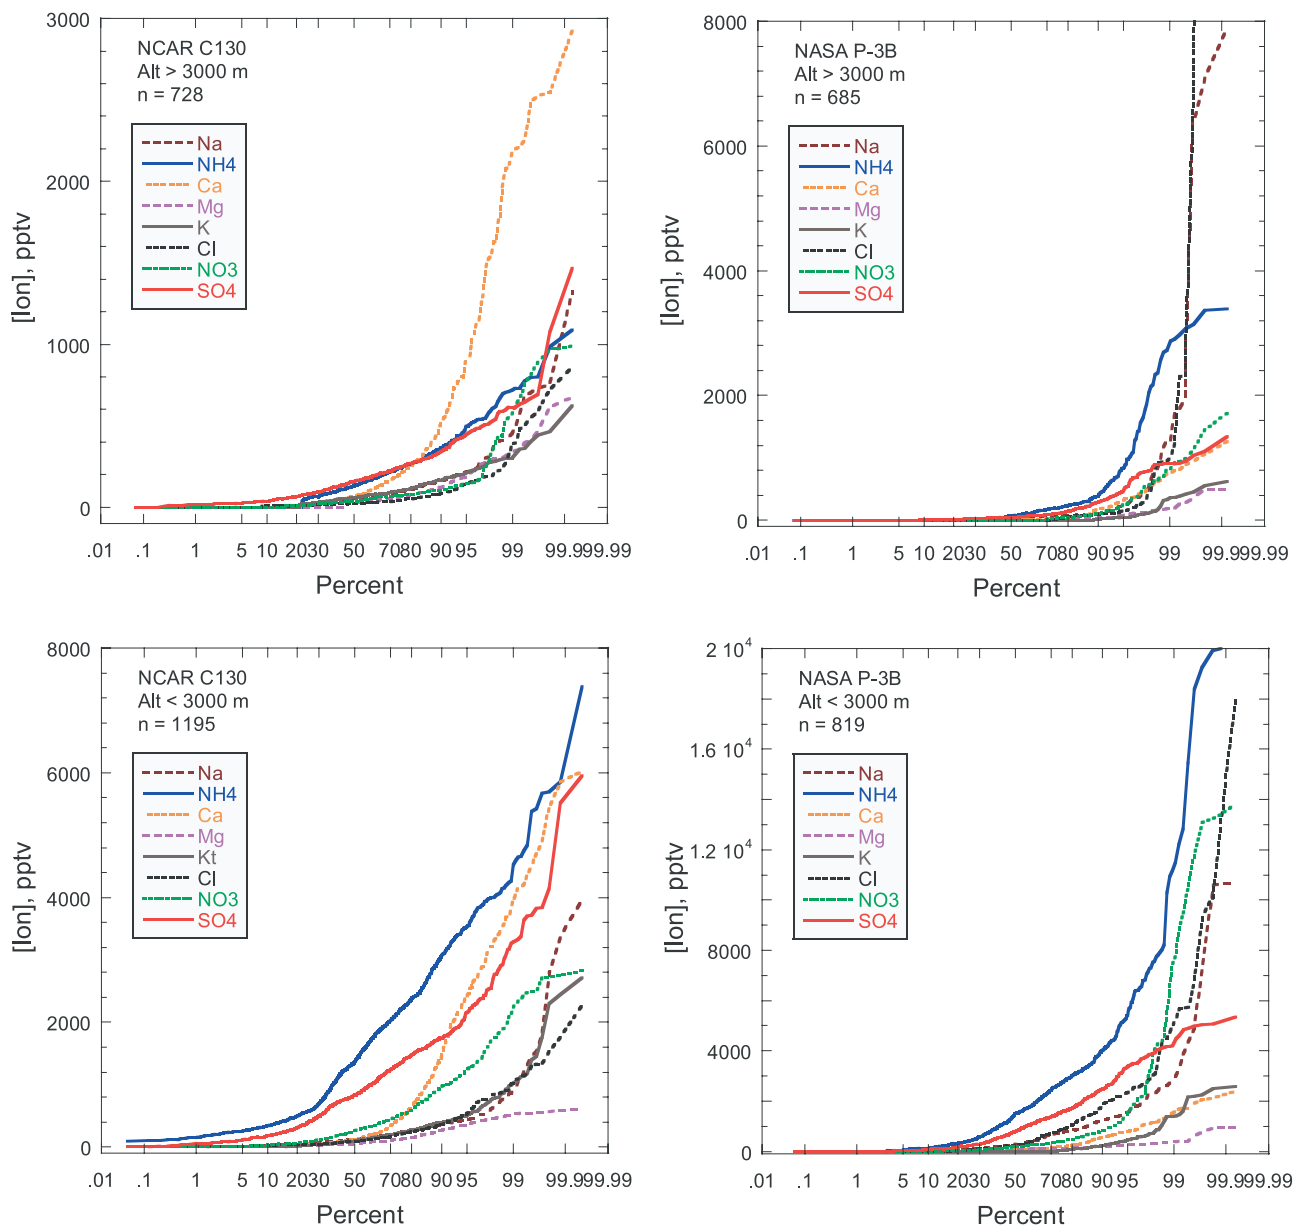 3000
2000
1000
0
[Ion], pptv
NCAR C130
Alt > 3000 m
n = 728
Na
NH4
Ca
Mg
K
Cl
NO3
SO4
.01 .1 1 5 10 2030 50 7080 9095 99 99.999.99
Percent
8000
6000
4000
2000
0
[Ion], pptv
NASA P-3B
Alt > 3000 m
n = 685
Na
NH4
Ca
Mg
K
Cl
NO3
SO4
.01 .1 1 5 10 2030 50 7080 90 95 99 99.999.99
Percent
8000
6000
4000
2000
0
[Ion], pptv
NCAR C130
Alt < 3000 m
n = 1195
Na
NH4
Ca
Mg
Kt
Cl
NO3
SO4
.01 .1 1 5 10 2030 50 7080 9095 99 99.999.99
Percent
2 10⁴
1.6 10⁴
1.2 10⁴
8000
4000
0
[Ion], pptv
NASA P-3B
Alt < 3000 m
n = 819
Na
NH4
Ca
Mg
K
Cl
NO3
SO4
.01 .1 1 5 10 2030 50 7080 9095 99 99.999.99
Percent